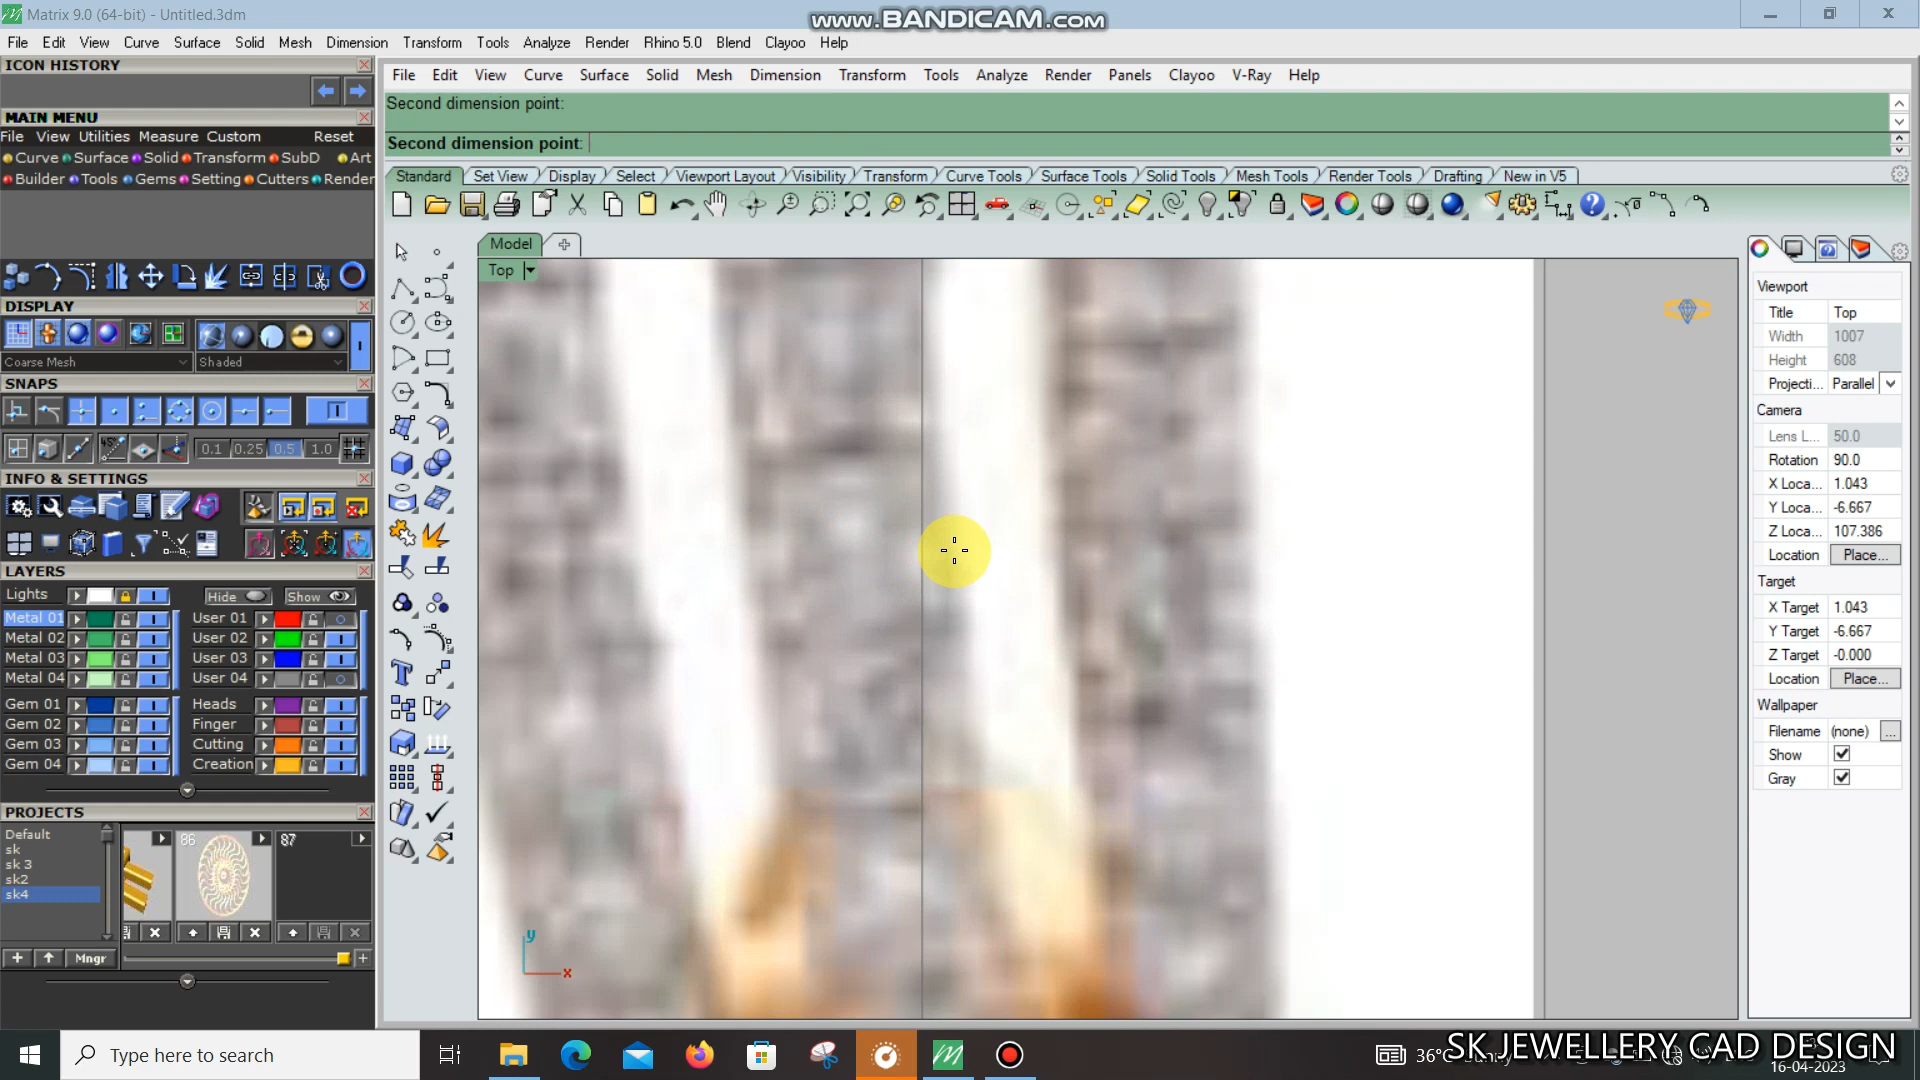 Matrix 9.0 (64-bit) - Untitled.3dm
www.BANDICAM.com
File Edit View Curve Surface Solid Mesh Dimension Transform Tools Analyze Render Rhino 5.0 Blend Clayoo Help
ICON HISTORY
MAIN MENU
File View Utilities Measure Custom Reset
Curve Surface Solid Transform SubD Art
Builder Tools Gems Setting Cutters Render
DISPLAY
Coarse Mesh Shaded
SNAPS
0.1 0.25 0.5 1.0
INFO & SETTINGS
LAYERS
Lights Hide Show
Metal 01 User 01
Metal 02 User 02
Metal 03 User 03
Metal 04 User 04
Gem 01 Heads
Gem 02 Finger
Gem 03 Cutting
Gem 04 Creation
PROJECTS
Default
sk
sk 3
sk2
sk4
86 87
Mngr
File Edit View Curve Surface Solid Mesh Dimension Transform Tools Analyze Render Panels Clayoo V-Ray Help
Second dimension point:
Second dimension point:
Standard Set View Display Select Viewport Layout Visibility Transform Curve Tools Surface Tools Solid Tools Mesh Tools Render Tools Drafting New in V5
Model
Top
y
x
Viewport
Title Top
Width 1007
Height 608
Projecti... Parallel
Camera
Lens L... 50.0
Rotation 90.0
X Loca... 1.043
Y Loca... -6.667
Z Loca... 107.386
Location Place...
Target
X Target 1.043
Y Target -6.667
Z Target -0.000
Location Place...
Wallpaper
Filename (none) ...
Show
Gray
Type here to search
36°C
SK JEWELLERY CAD DESIGN
16-04-2023